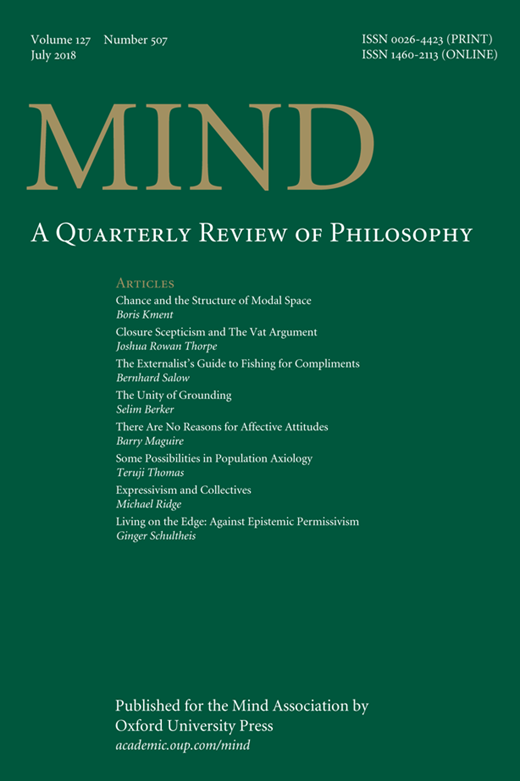 Volume 127 Number 507
July 2018
ISSN 0026-4423 (PRINT)
ISSN 1460-2113 (ONLINE)
MIND
A Quarterly Review of Philosophy
Articles
Chance and the Structure of Modal Space
Boris Kment
Closure Scepticism and The Vat Argument
Joshua Rowan Thorpe
The Externalist's Guide to Fishing for Compliments
Bernhard Salow
The Unity of Grounding
Selim Berker
There Are No Reasons for Affective Attitudes
Barry Maguire
Some Possibilities in Population Axiology
Teruji Thomas
Expressivism and Collectives
Michael Ridge
Living on the Edge: Against Epistemic Permissivism
Ginger Schultheis
Published for the Mind Association by
Oxford University Press
academic.oup.com/mind